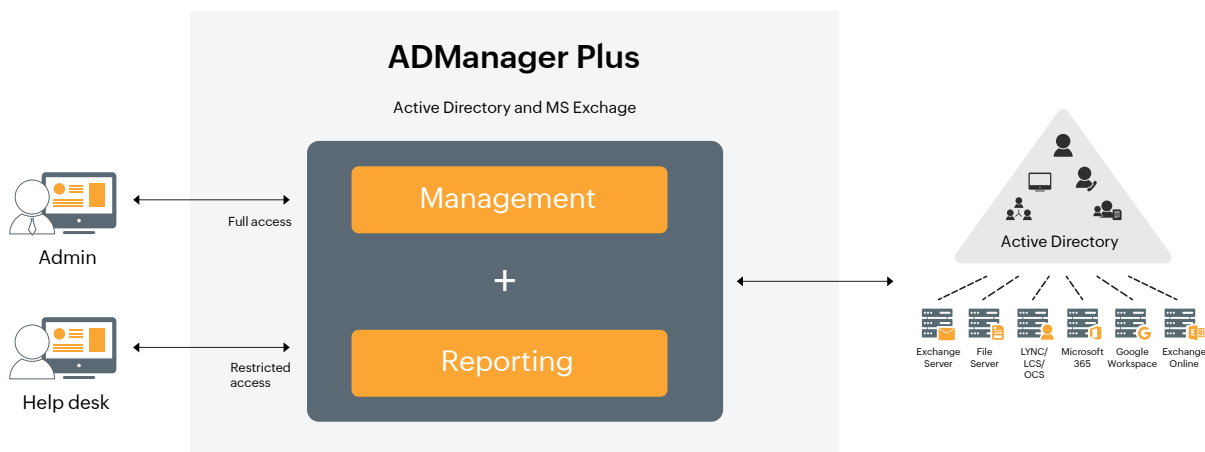 ADManager Plus
Active Directory and MS Exchage
Management
+
Reporting
Full access
Admin
Restricted
access
Help desk
Active Directory
Exchange
Server
File
Server
LYNC/
LCS/
OCS
Microsoft
365
Google
Workspace
Exchange
Online